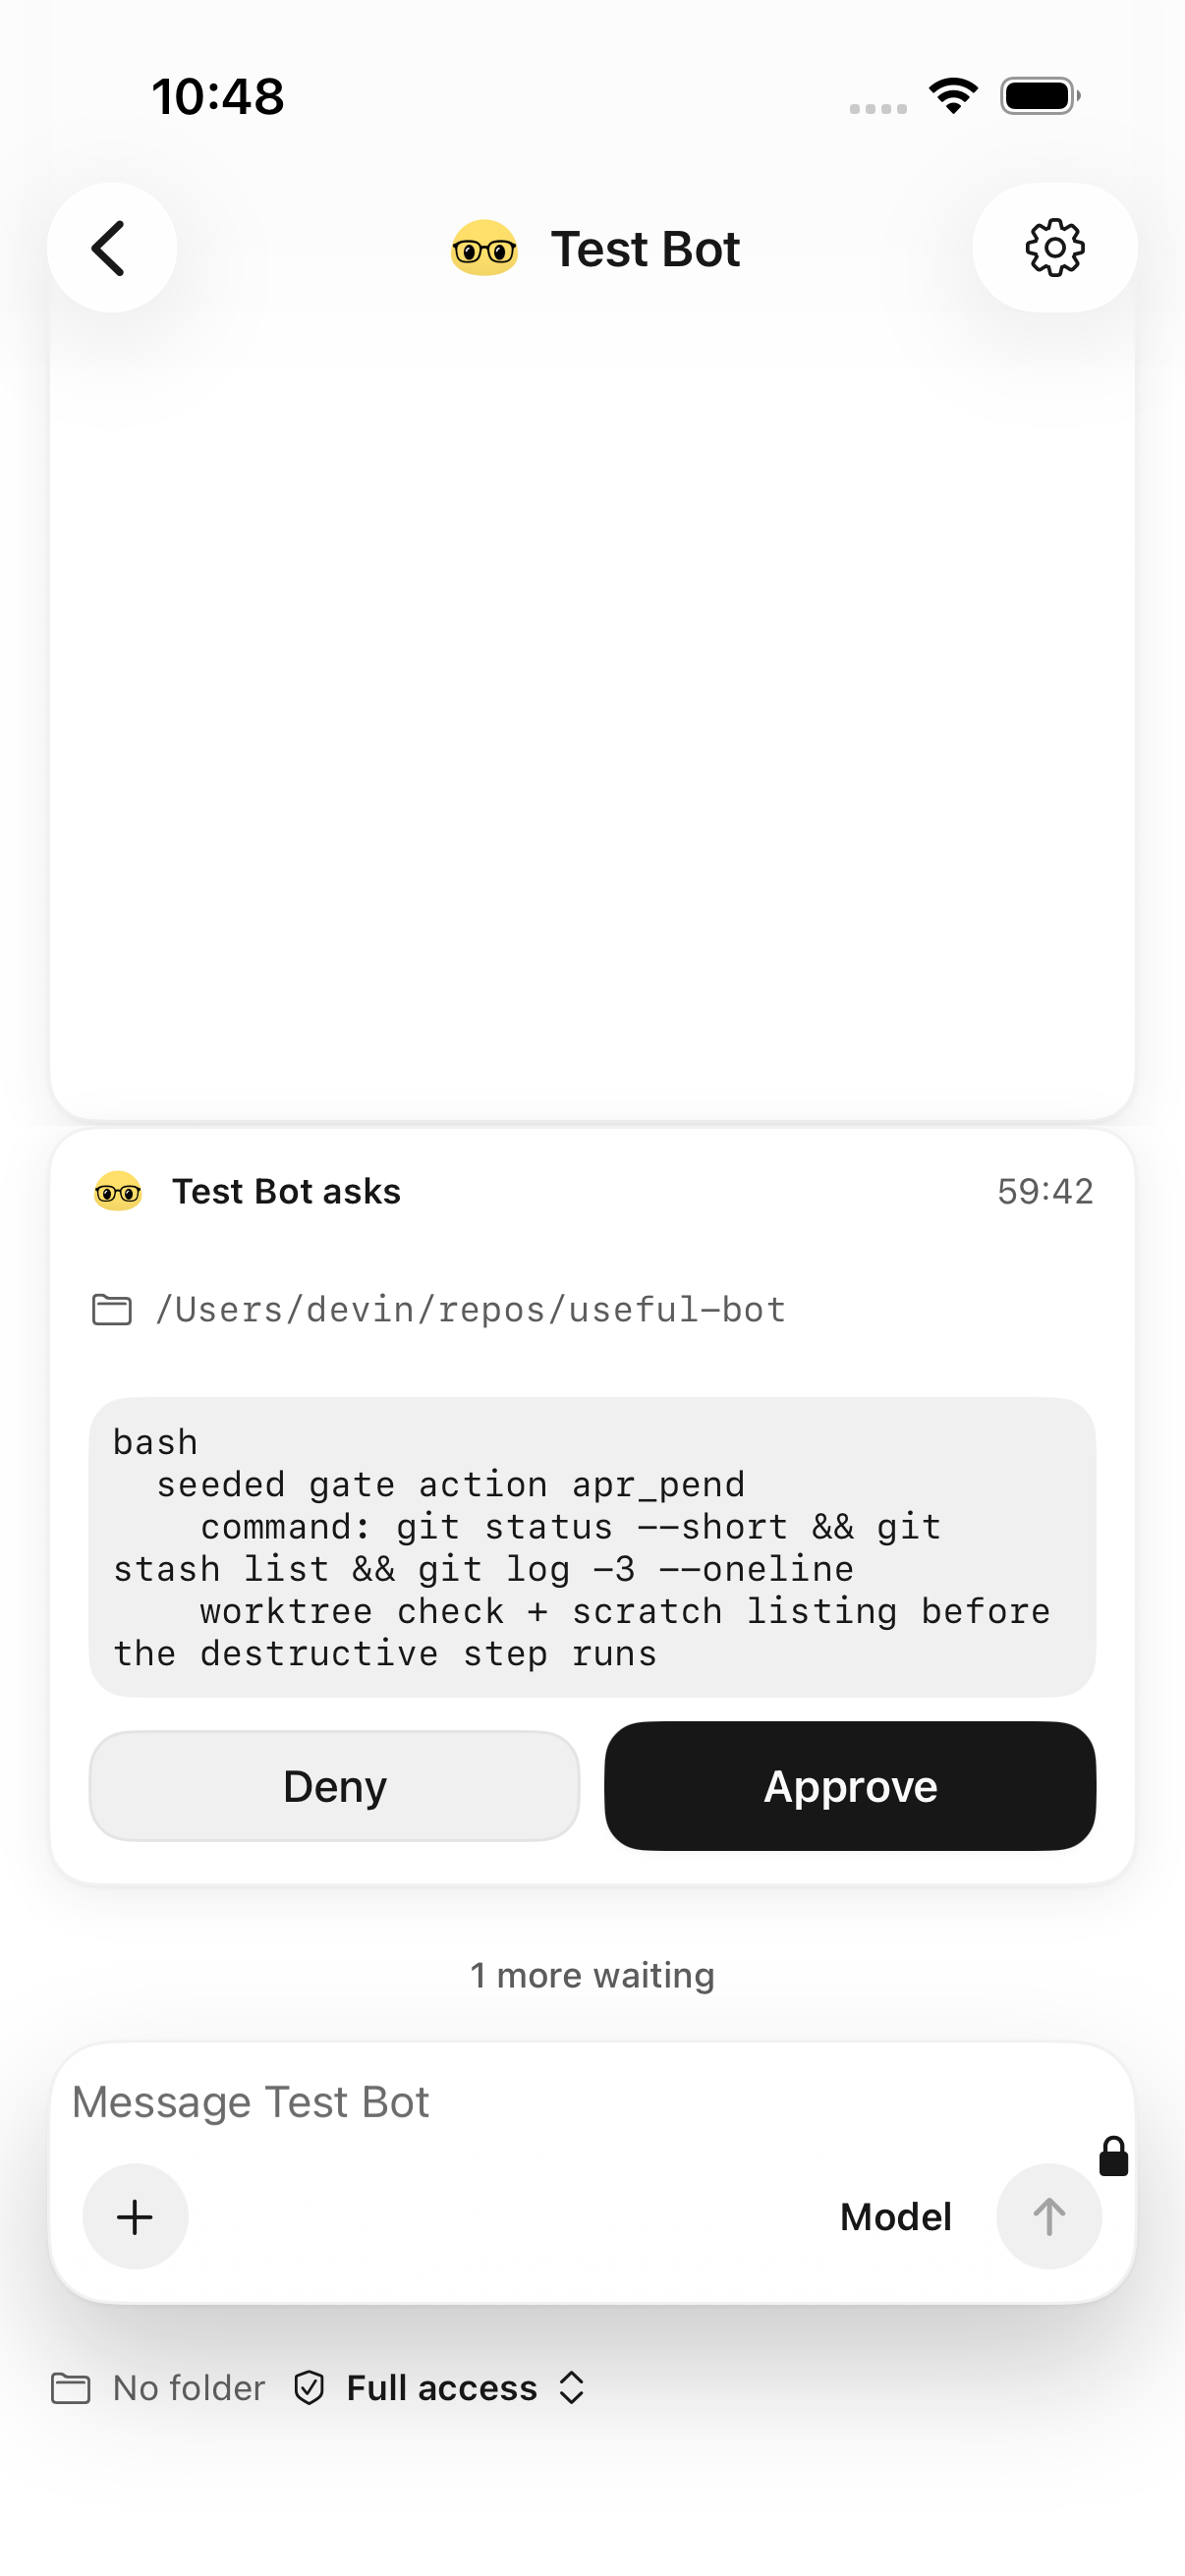 10:48
Test Bot
Test Bot asks
59:42
/Users/devin/repos/useful-bot
bash
  seeded gate action apr_pend
    command: git status --short && git
stash list && git log -3 --oneline
    worktree check + scratch listing before
the destructive step runs
Deny
Approve
1 more waiting
Message Test Bot
Model
No folder
Full access